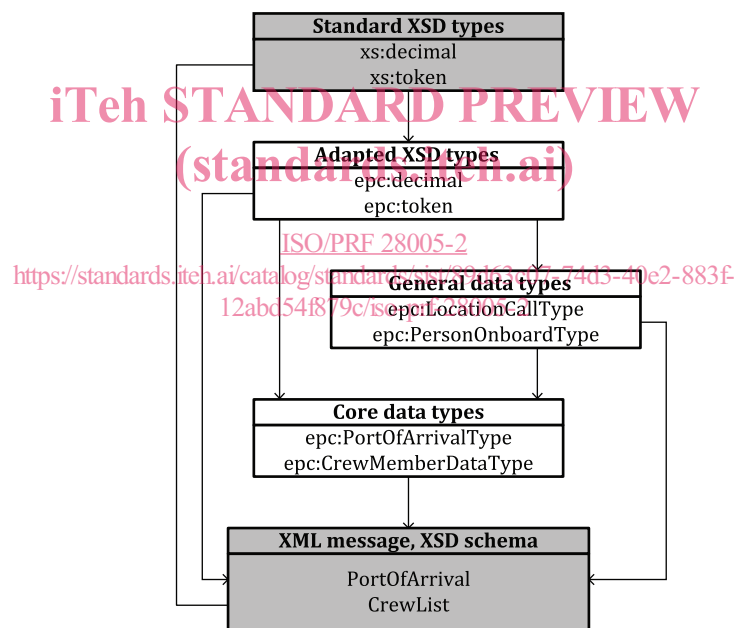 Standard XSD types
xs:decimal
xs:token
iTeh STANDARD PREVIEW
Adapted XSD types
(standards.iteh.ai)
epc:decimal
epc:token
ISO/PRF 28005-2
https://standards.iteh.ai/catalog/standards/sist/89d63c07-74d3-40e2-883f-
General data types
12abd54f879c/iso-prf-28005-2
epc:LocationCallType
epc:PersonOnboardType
Core data types
epc:PortOfArrivalType
epc:CrewMemberDataType
XML message, XSD schema
PortOfArrival
CrewList